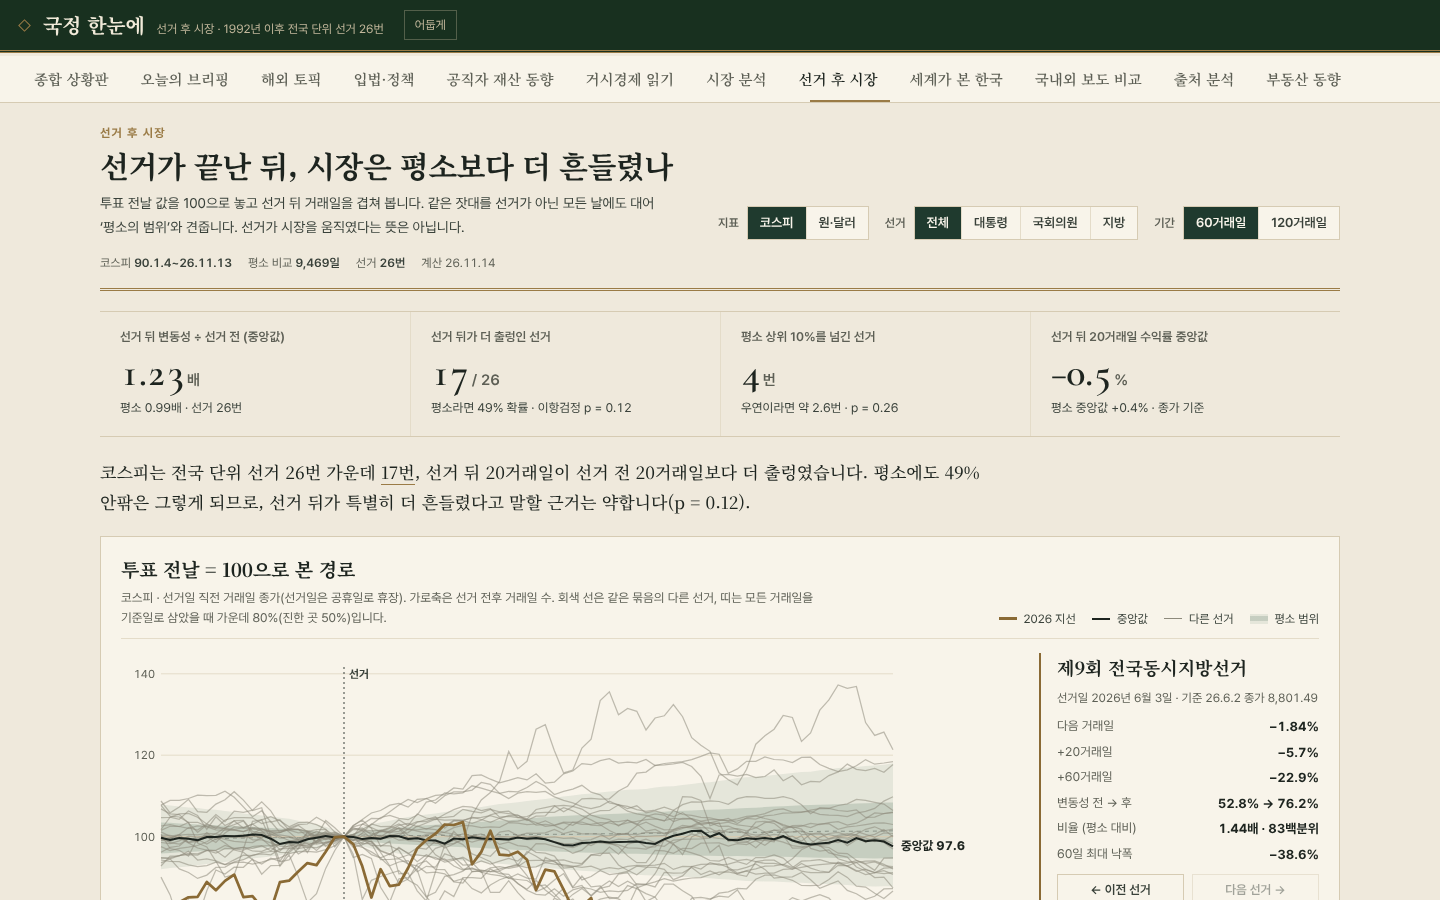 국정 한눈에
선거 후 시장 · 1992년 이후 전국 단위 선거 26번
어둡게
종합 상황판
오늘의 브리핑
해외 토픽
입법·정책
공직자 재산 동향
거시경제 읽기
시장 분석
선거 후 시장
세계가 본 한국
국내외 보도 비교
출처 분석
부동산 동향
선거 후 시장
선거가 끝난 뒤, 시장은 평소보다 더 흔들렸나
투표 전날 값을 100으로 놓고 선거 뒤 거래일을 겹쳐 봅니다. 같은 잣대를 선거가 아닌 모든 날에도 대어
‘평소의 범위’와 견줍니다. 선거가 시장을 움직였다는 뜻은 아닙니다.
지표 코스피 원·달러
선거 전체 대통령 국회의원 지방
기간 60거래일 120거래일
코스피 90.1.4~26.11.13 평소 비교 9,469일 선거 26번 계산 26.11.14
선거 뒤 변동성 ÷ 선거 전 (중앙값)
1.23배
평소 0.99배 · 선거 26번
선거 뒤가 더 출렁인 선거
17 / 26
평소라면 49% 확률 · 이항검정 p = 0.12
평소 상위 10%를 넘긴 선거
4번
우연이라면 약 2.6번 · p = 0.26
선거 뒤 20거래일 수익률 중앙값
−0.5%
평소 중앙값 +0.4% · 종가 기준
코스피는 전국 단위 선거 26번 가운데 17번, 선거 뒤 20거래일이 선거 전 20거래일보다 더 출렁였습니다. 평소에도 49%
안팎은 그렇게 되므로, 선거 뒤가 특별히 더 흔들렸다고 말할 근거는 약합니다(p = 0.12).
투표 전날 = 100으로 본 경로
코스피 · 선거일 직전 거래일 종가(선거일은 공휴일로 휴장). 가로축은 선거 전후 거래일 수. 회색 선은 같은 묶음의 다른 선거, 띠는 모든 거래일을
기준일로 삼았을 때 가운데 80%(진한 곳 50%)입니다.
2026 지선
중앙값
다른 선거
평소 범위
140
선거
120
100
중앙값 97.6
제9회 전국동시지방선거
선거일 2026년 6월 3일 · 기준 26.6.2 종가 8,801.49
다음 거래일 −1.84%
+20거래일 −5.7%
+60거래일 −22.9%
변동성 전 → 후 52.8% → 76.2%
비율 (평소 대비) 1.44배 · 83백분위
60일 최대 낙폭 −38.6%
← 이전 선거
다음 선거 →